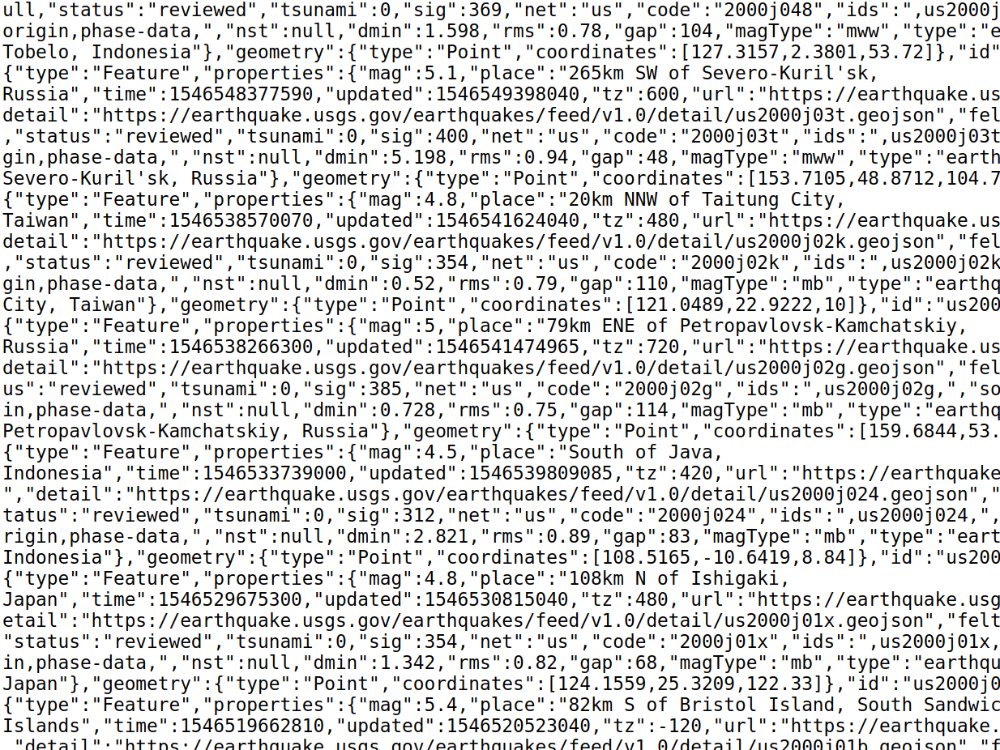 ull,"status":"reviewed","tsunami":0,"sig":369,"net":"us","code":"2000j048","ids":",us2000j
origin,phase-data,",","nst":null,"dmin":1.598,"rms":0.78,"gap":104,"magType":"mww","type":"e
Tobelo, Indonesia"},"geometry":{"type":"Point","coordinates":[127.3157,2.3801,53.72]},"id"
{"type":"Feature","properties":{"mag":5.1,"place":"265km SW of Severo-Kuril'sk,
Russia","time":1546548377590,"updated":1546549398040,"tz":600,"url":"https://earthquake.us
detail":"https://earthquake.usgs.gov/earthquakes/feed/v1.0/detail/us2000j03t.geojson","fel
,"status":"reviewed","tsunami":0,"sig":400,"net":"us","code":"2000j03t","ids":",us2000j03t
gin,phase-data,",","nst":null,"dmin":5.198,"rms":0.94,"gap":48,"magType":"mww","type":"earth
Severo-Kuril'sk, Russia"},"geometry":{"type":"Point","coordinates":[153.7105,48.8712,104.7
{"type":"Feature","properties":{"mag":4.8,"place":"20km NNW of Taitung City,
Taiwan","time":1546538570070,"updated":1546541624040,"tz":480,"url":"https://earthquake.us
detail":"https://earthquake.usgs.gov/earthquakes/feed/v1.0/detail/us2000j02k.geojson","fel
,"status":"reviewed","tsunami":0,"sig":354,"net":"us","code":"2000j02k","ids":",us2000j02k
gin,phase-data,",","nst":null,"dmin":0.52,"rms":0.79,"gap":110,"magType":"mb","type":"earthq
City, Taiwan"},"geometry":{"type":"Point","coordinates":[121.0489,22.9222,10]},"id":"us200
{"type":"Feature","properties":{"mag":5,"place":"79km ENE of Petropavlovsk-Kamchatskiy,
Russia","time":1546538266300,"updated":1546541474965,"tz":720,"url":"https://earthquake.us
detail":"https://earthquake.usgs.gov/earthquakes/feed/v1.0/detail/us2000j02g.geojson","fel
us":"reviewed","tsunami":0,"sig":385,"net":"us","code":"2000j02g","ids":",us2000j02g,","so
in,phase-data,",","nst":null,"dmin":0.728,"rms":0.75,"gap":114,"magType":"mb","type":"earthq
Petropavlovsk-Kamchatskiy, Russia"},"geometry":{"type":"Point","coordinates":[159.6844,53.
{"type":"Feature","properties":{"mag":4.5,"place":"South of Java,
Indonesia","time":1546533739000,"updated":1546539809085,"tz":420,"url":"https://earthquake
","detail":"https://earthquake.usgs.gov/earthquakes/feed/v1.0/detail/us2000j024.geojson","
tatus":"reviewed","tsunami":0,"sig":312,"net":"us","code":"2000j024","ids":",us2000j024,",
rigin,phase-data,",","nst":null,"dmin":2.821,"rms":0.89,"gap":83,"magType":"mb","type":"eart
Indonesia"},"geometry":{"type":"Point","coordinates":[108.5165,-10.6419,8.84]},"id":"us200
{"type":"Feature","properties":{"mag":4.8,"place":"108km N of Ishigaki,
Japan","time":1546529675300,"updated":1546530815040,"tz":480,"url":"https://earthquake.usg
etail":"https://earthquake.usgs.gov/earthquakes/feed/v1.0/detail/us2000j01x.geojson","felt
"status":"reviewed","tsunami":0,"sig":354,"net":"us","code":"2000j01x","ids":",us2000j01x,
in,phase-data,",","nst":null,"dmin":1.342,"rms":0.82,"gap":68,"magType":"mb","type":"earthqu
Japan"},"geometry":{"type":"Point","coordinates":[124.1559,25.3209,122.33]},"id":"us2000j0
{"type":"Feature","properties":{"mag":5.4,"place":"82km S of Bristol Island, South Sandwic
Islands","time":1546519662810,"updated":1546520523040,"tz":-120,"url":"https://earthquake.
"detail":"https://earthquake.usgs.gov/earthquakes/feed/v1.0/detail/us2000j01b.geojson","f